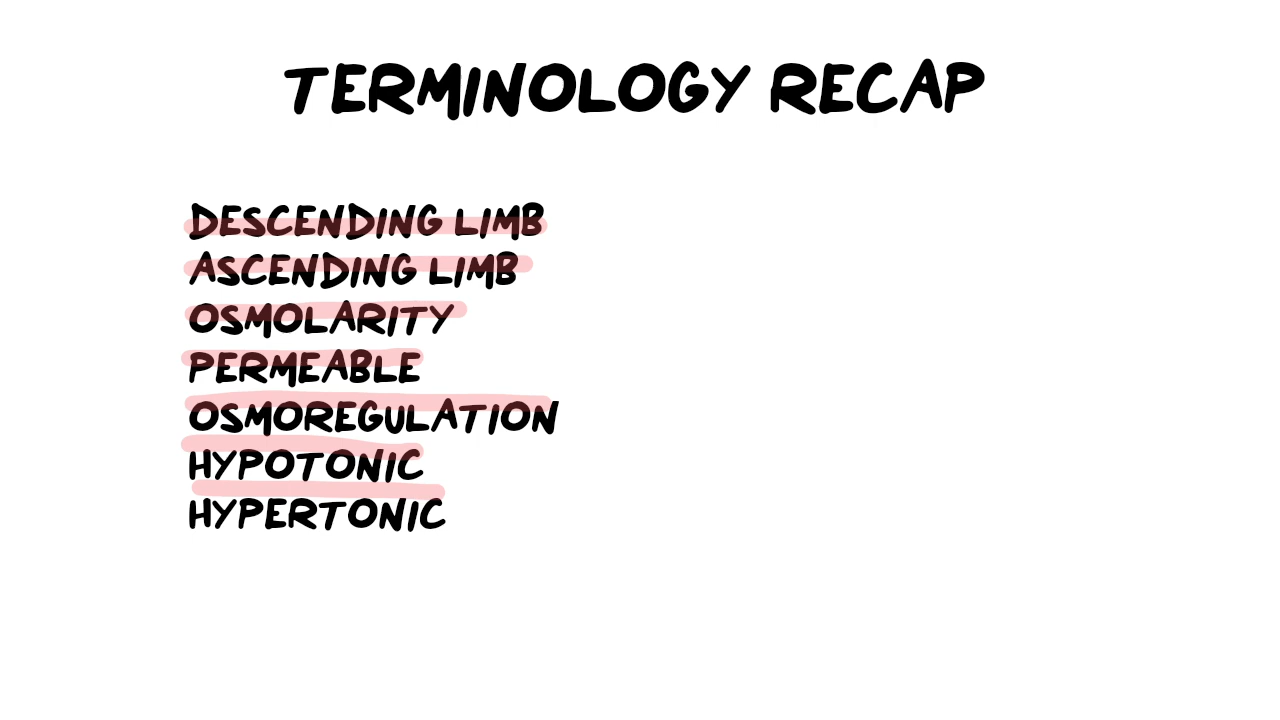 TERMINOLOGY RECAP
DESCENDING LIMB
ASCENDING LIMB
OSMOLARITY
PERMEABLE
OSMOREGULATION
HYPOTONIC
HYPERTONIC